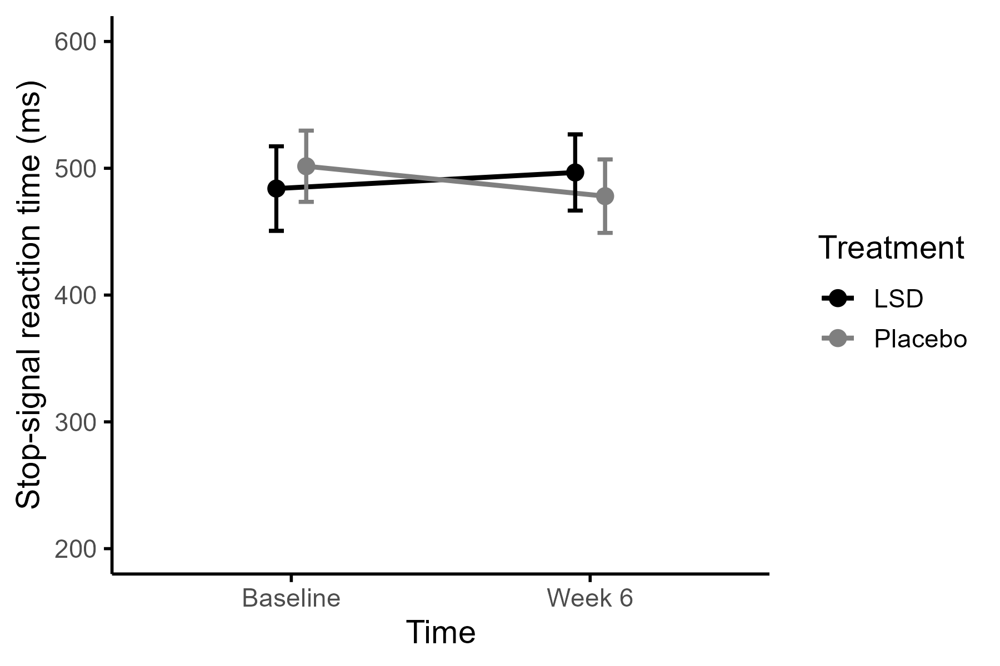 Stop-signal reaction time (ms)
600
500
400
300
200
Baseline
Week 6
Time
Treatment
LSD
Placebo